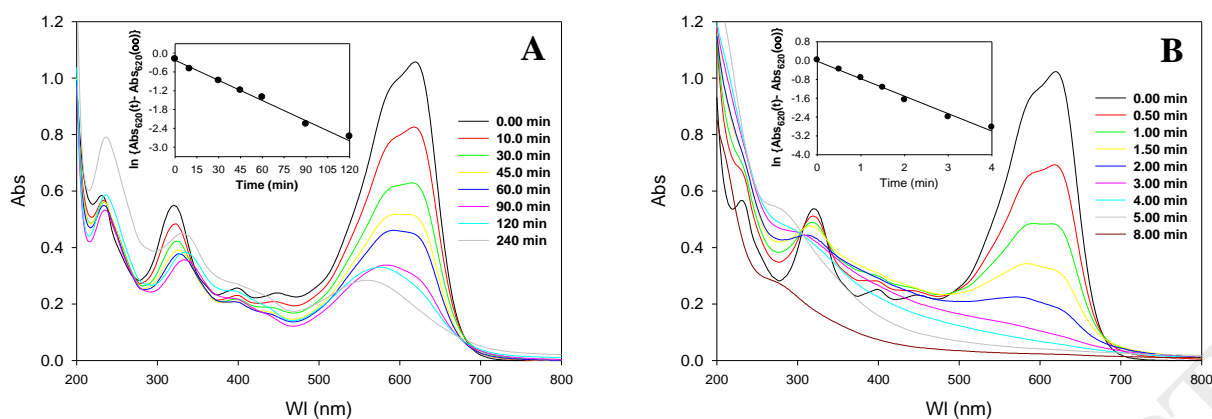 A
1.2
1.0
0.8
0.6
0.4
0.2
0.0
Abs
200 300 400 500 600 700 800
Wl (nm)
ln {Abs620(t)- Abs620(oo)}
0.0
-0.6
-1.2
-1.8
-2.4
-3.0
0 15 30 45 60 75 90 105 120
Time (min)
0.00 min
10.0 min
30.0 min
45.0 min
60.0 min
90.0 min
120 min
240 min
B
1.2
1.0
0.8
0.6
0.4
0.2
0.0
Abs
200 300 400 500 600 700 800
Wl (nm)
ln {Abs620(t)- Abs620(oo)}
0.8
0.0
-0.8
-1.6
-2.4
-3.2
-4.0
0 1 2 3 4
Time (min)
0.00 min
0.50 min
1.00 min
1.50 min
2.00 min
3.00 min
4.00 min
5.00 min
8.00 min